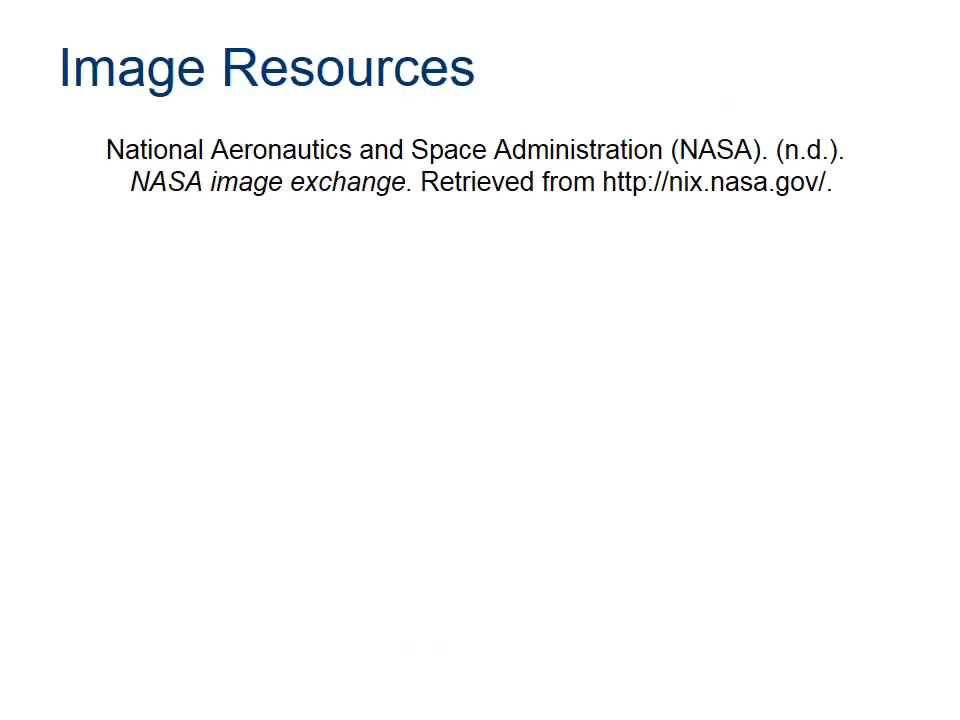 Image Resources
National Aeronautics and Space Administration (NASA). (n.d.).
NASA image exchange. Retrieved from http://nix.nasa.gov/.